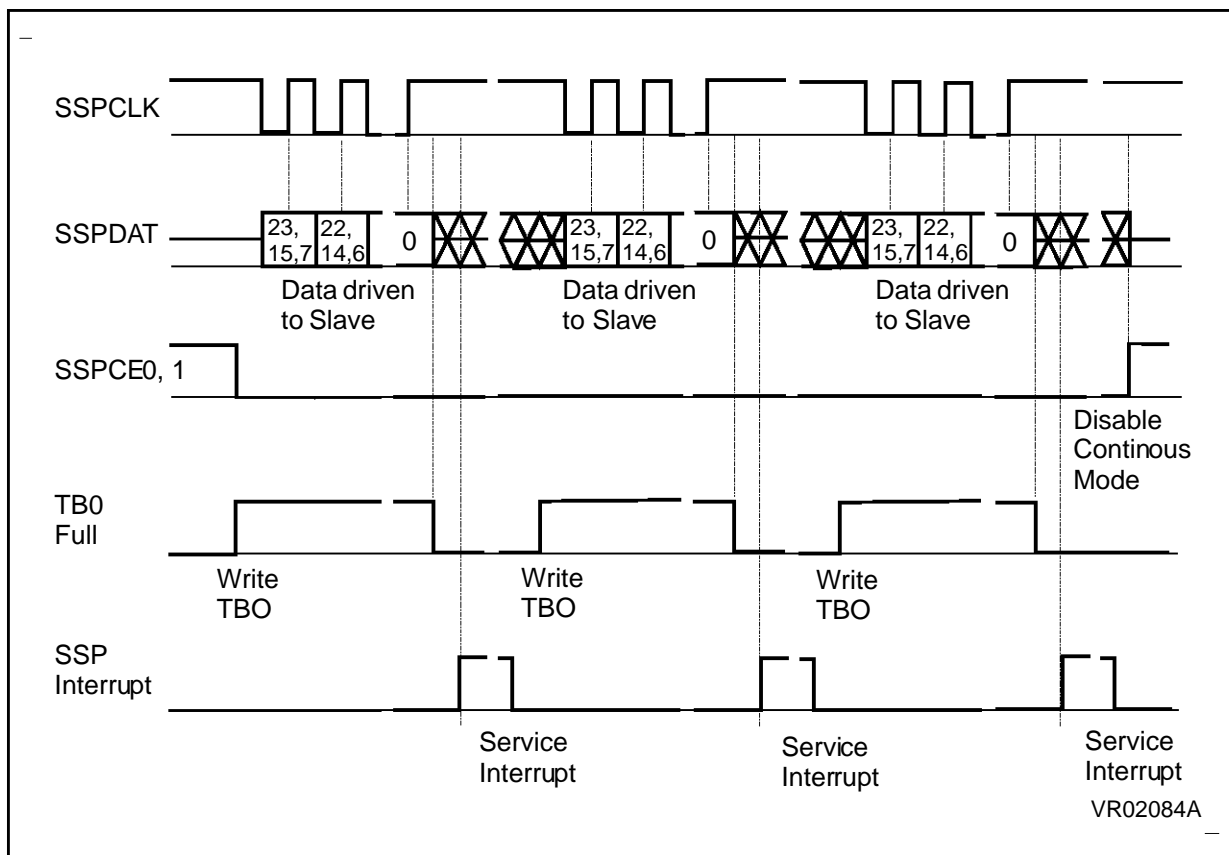 SSPCLK
SSPDAT
23, 22, 0 23, 22, 0 23, 22, 0
15,7 14,6 15,7 14,6 15,7 14,6
Data driven Data driven Data driven
to Slave to Slave to Slave
SSPCE0, 1
Disable
Continous
Mode
TB0
Full
Write Write Write
TBO TBO TBO
SSP
Interrupt
Service Service Service
Interrupt Interrupt Interrupt
VR02084A